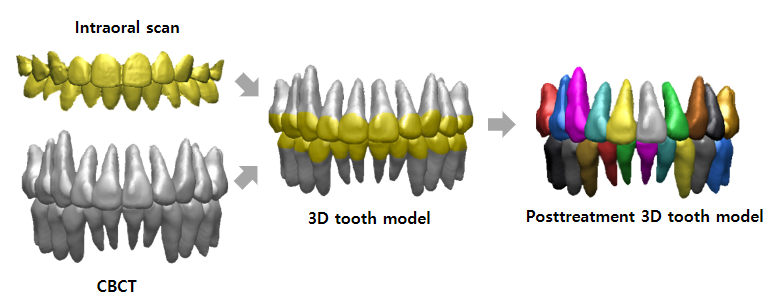 Intraoral scan
3D tooth model
Posttreatment 3D tooth model
CBCT